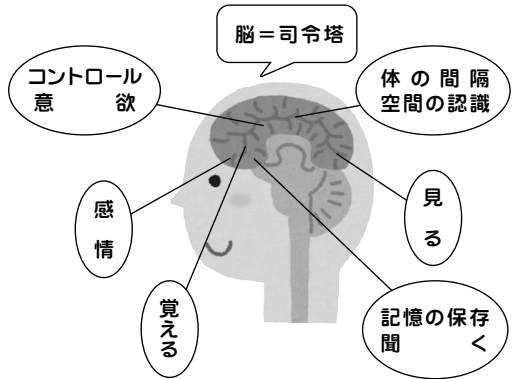 脳＝司令塔
コントロール
意欲
体の間隔
空間の認識
感情
見る
覚える
記憶の保存
聞く